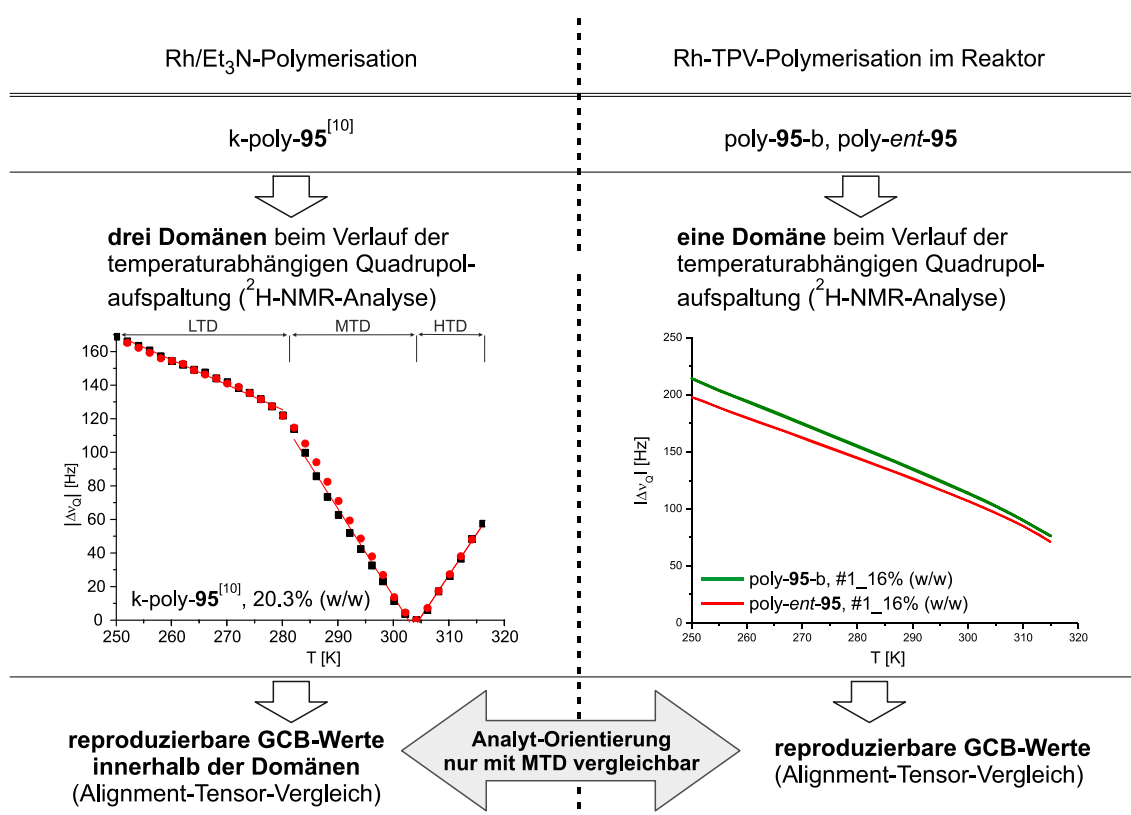 Rh/Et3N-Polymerisation
Rh-TPV-Polymerisation im Reaktor
k-poly-95[10]
poly-95-b, poly-ent-95
drei Domänen beim Verlauf der
temperaturabhängigen Quadrupol-
aufspaltung (2H-NMR-Analyse)
eine Domäne beim Verlauf der
temperaturabhängigen Quadrupol-
aufspaltung (2H-NMR-Analyse)
LTD MTD HTD
160
140
120
100
80
60
40
20
0
|ΔνQ| [Hz]
k-poly-95[10], 20.3% (w/w)
250 260 270 280 290 300 310 320
T [K]
250
200
150
100
50
0
|ΔνQ| [Hz]
poly-95-b, #1_16% (w/w)
poly-ent-95, #1_16% (w/w)
250 260 270 280 290 300 310 320
T [K]
reproduzierbare GCB-Werte
innerhalb der Domänen
(Alignment-Tensor-Vergleich)
Analyt-Orientierung
nur mit MTD vergleichbar
reproduzierbare GCB-Werte
(Alignment-Tensor-Vergleich)